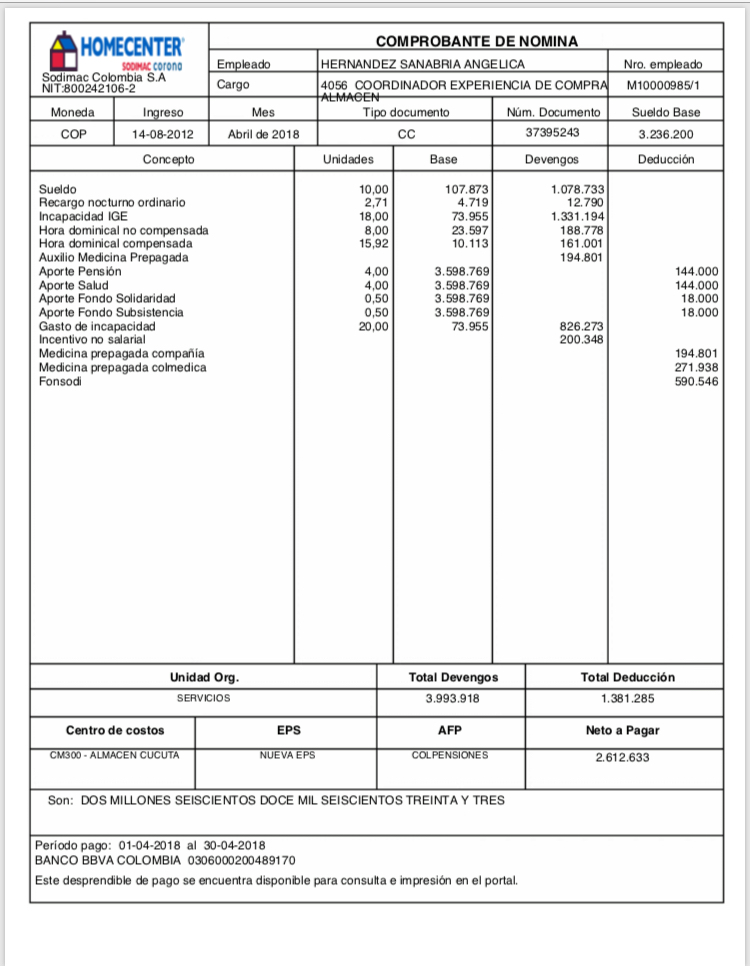 HOMECENTER
SODIMAC corona
Sodimac Colombia S.A
NIT:800242106-2
COMPROBANTE DE NOMINA
Empleado HERNANDEZ SANABRIA ANGELICA Nro. empleado
Cargo 4056 COORDINADOR EXPERIENCIA DE COMPRA M10000985/1
ALMACEN
Moneda Ingreso Mes Tipo documento Núm. Documento Sueldo Base
COP 14-08-2012 Abril de 2018 CC 37395243 3.236.200
Concepto Unidades Base Devengos Deducción
Sueldo 10,00 107.873 1.078.733
Recargo nocturno ordinario 2,71 4.719 12.790
Incapacidad IGE 18,00 73.955 1.331.194
Hora dominical no compensada 8,00 23.597 188.778
Hora dominical compensada 15,92 10.113 161.001
Auxilio Medicina Prepagada 194.801
Aporte Pensión 4,00 3.598.769 144.000
Aporte Salud 4,00 3.598.769 144.000
Aporte Fondo Solidaridad 0,50 3.598.769 18.000
Aporte Fondo Subsistencia 0,50 3.598.769 18.000
Gasto de incapacidad 20,00 73.955 826.273
Incentivo no salarial 200.348
Medicina prepagada compañía 194.801
Medicina prepagada colmedica 271.938
Fonsodi 590.546
Unidad Org. Total Devengos Total Deducción
SERVICIOS 3.993.918 1.381.285
Centro de costos EPS AFP Neto a Pagar
CM300 - ALMACEN CUCUTA NUEVA EPS COLPENSIONES 2.612.633
Son: DOS MILLONES SEISCIENTOS DOCE MIL SEISCIENTOS TREINTA Y TRES
Período pago: 01-04-2018 al 30-04-2018
BANCO BBVA COLOMBIA 0306000200489170
Este desprendible de pago se encuentra disponible para consulta e impresión en el portal.